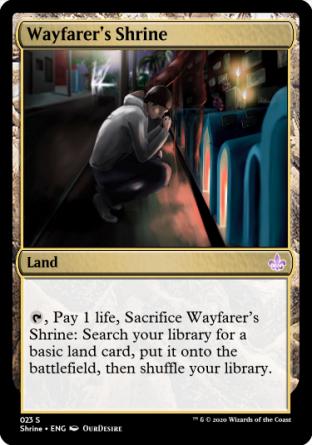 Wayfarer's Shrine
Land
, Pay 1 life, Sacrifice Wayfarer's
Shrine: Search your library for a
basic land card, put it onto the
battlefield, then shuffle your library.
023 S
Shrine • ENG OurDesire
™ & © 2020 Wizards of the Coast